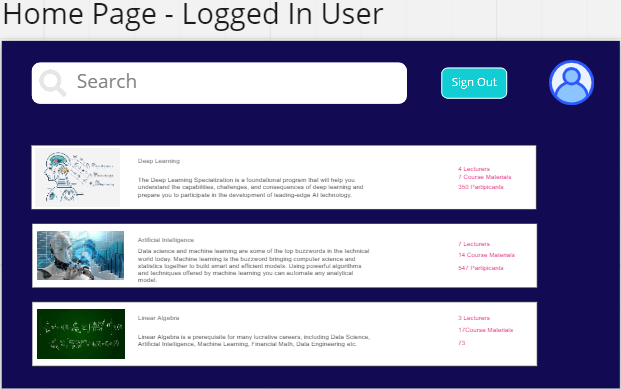 Home Page - Logged In User
Search
Sign Out
Deep Learning
The Deep Learning Specialization is a foundational program that will help you
understand the capabilities, challenges, and consequences of deep learning and
prepare you to participate in the development of leading-edge AI technology.
4 Lecturers
7 Course Materials
350 Partipicants
Artificial Intelligence
Data science and machine learning are some of the top buzzwords in the technical
world today. Machine learning is the buzzword bringing computer science and
statistics together to build smart and efficient models. Using powerful algorithms
and techniques offered by machine learning you can automate any analytical
model.
7 Lecturers
14 Course Materials
547 Partipicants
Linear Algebra
Linear Algebra is a prerequisite for many lucrative careers, including Data Science,
Artificial Intelligence, Machine Learning, Financial Math, Data Engineering etc.
3 Lecturers
17Course Materials
73